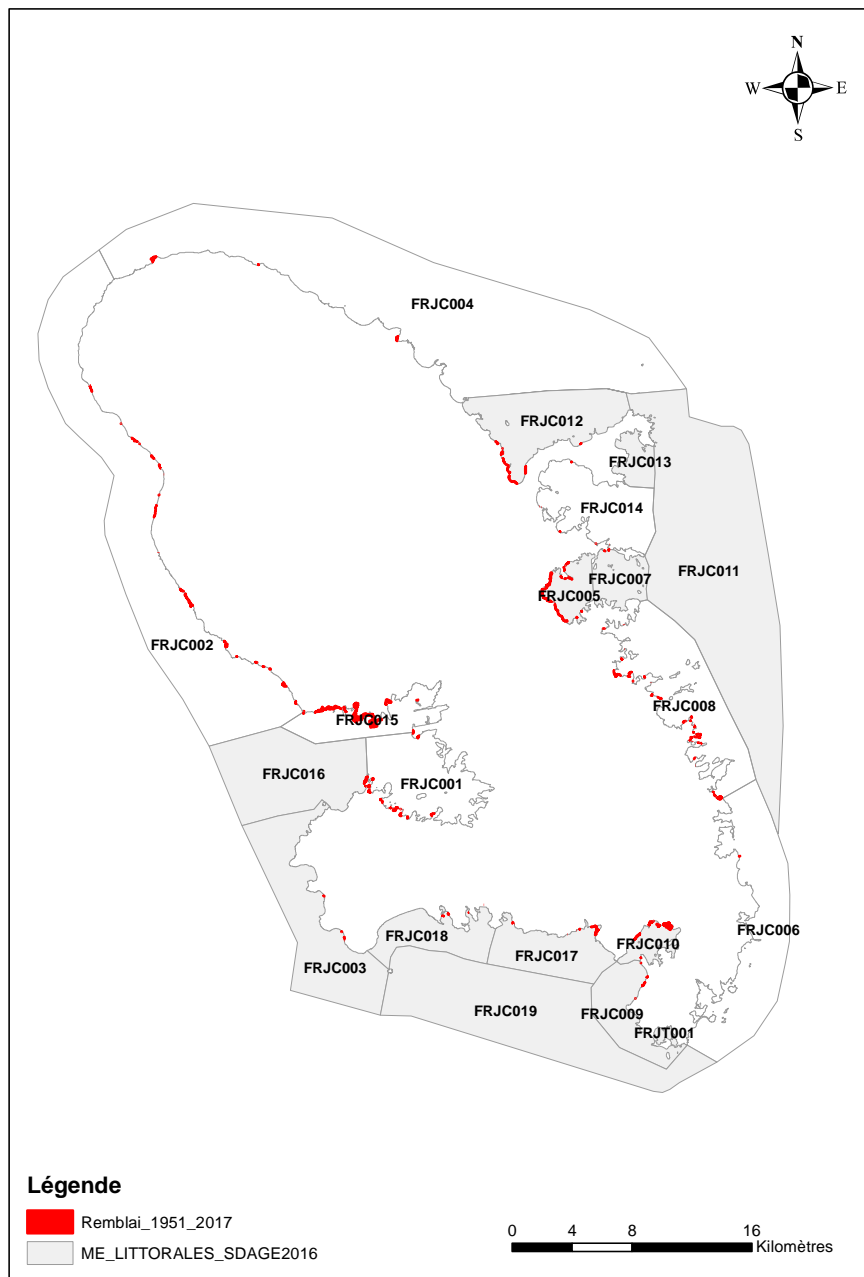 N
W E
S
FRJC004
FRJC012
FRJC013
FRJC014
FRJC011
FRJC007
FRJC005
FRJC002
FRJC008
FRJC015
FRJC016
FRJC001
FRJC006
FRJC018
FRJC010
FRJC017
FRJC003
FRJC019
FRJC009
FRJT001
Légende
Remblai_1951_2017
ME_LITTORALES_SDAGE2016
0 4 8 16
Kilomètres